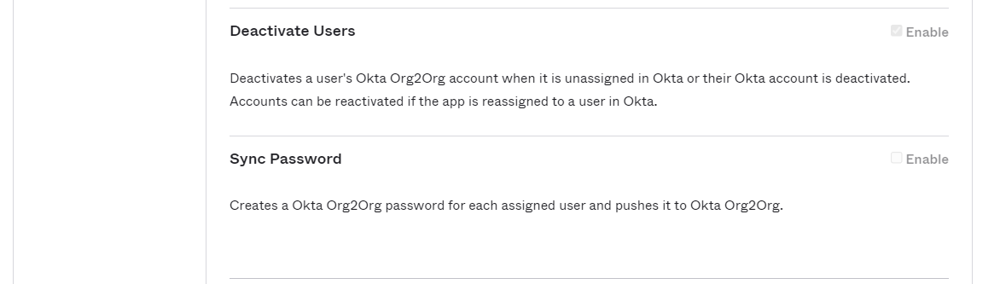 Deactivate Users
Enable
Deactivates a user's Okta Org2Org account when it is unassigned in Okta or their Okta account is deactivated.
Accounts can be reactivated if the app is reassigned to a user in Okta.
Sync Password
Enable
Creates a Okta Org2Org password for each assigned user and pushes it to Okta Org2Org.